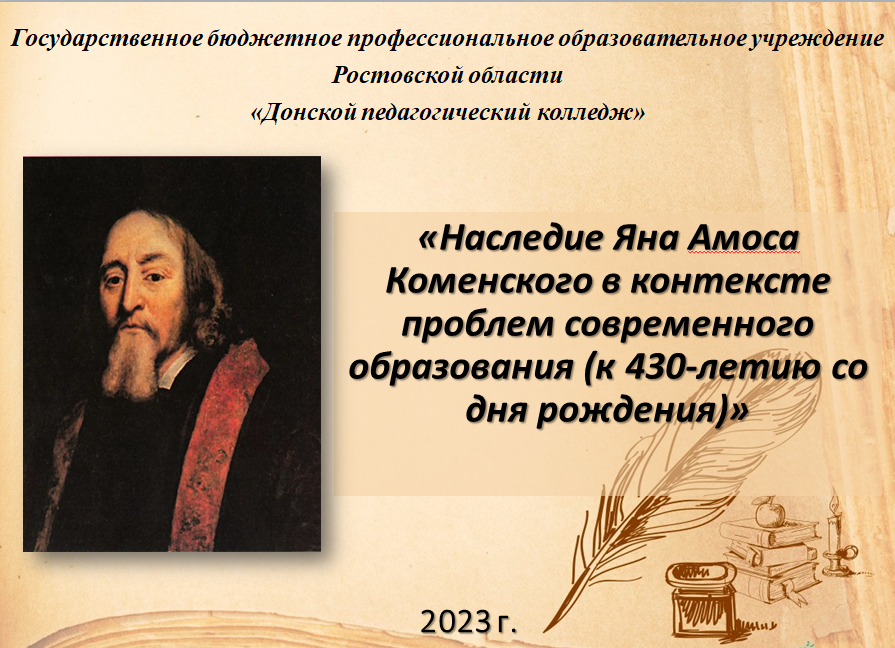 Государственное бюджетное профессиональное образовательное учреждение
Ростовской области
«Донской педагогический колледж»
«Наследие Яна Амоса
Коменского в контексте
проблем современного
образования (к 430-летию со
дня рождения)»
2023 г.